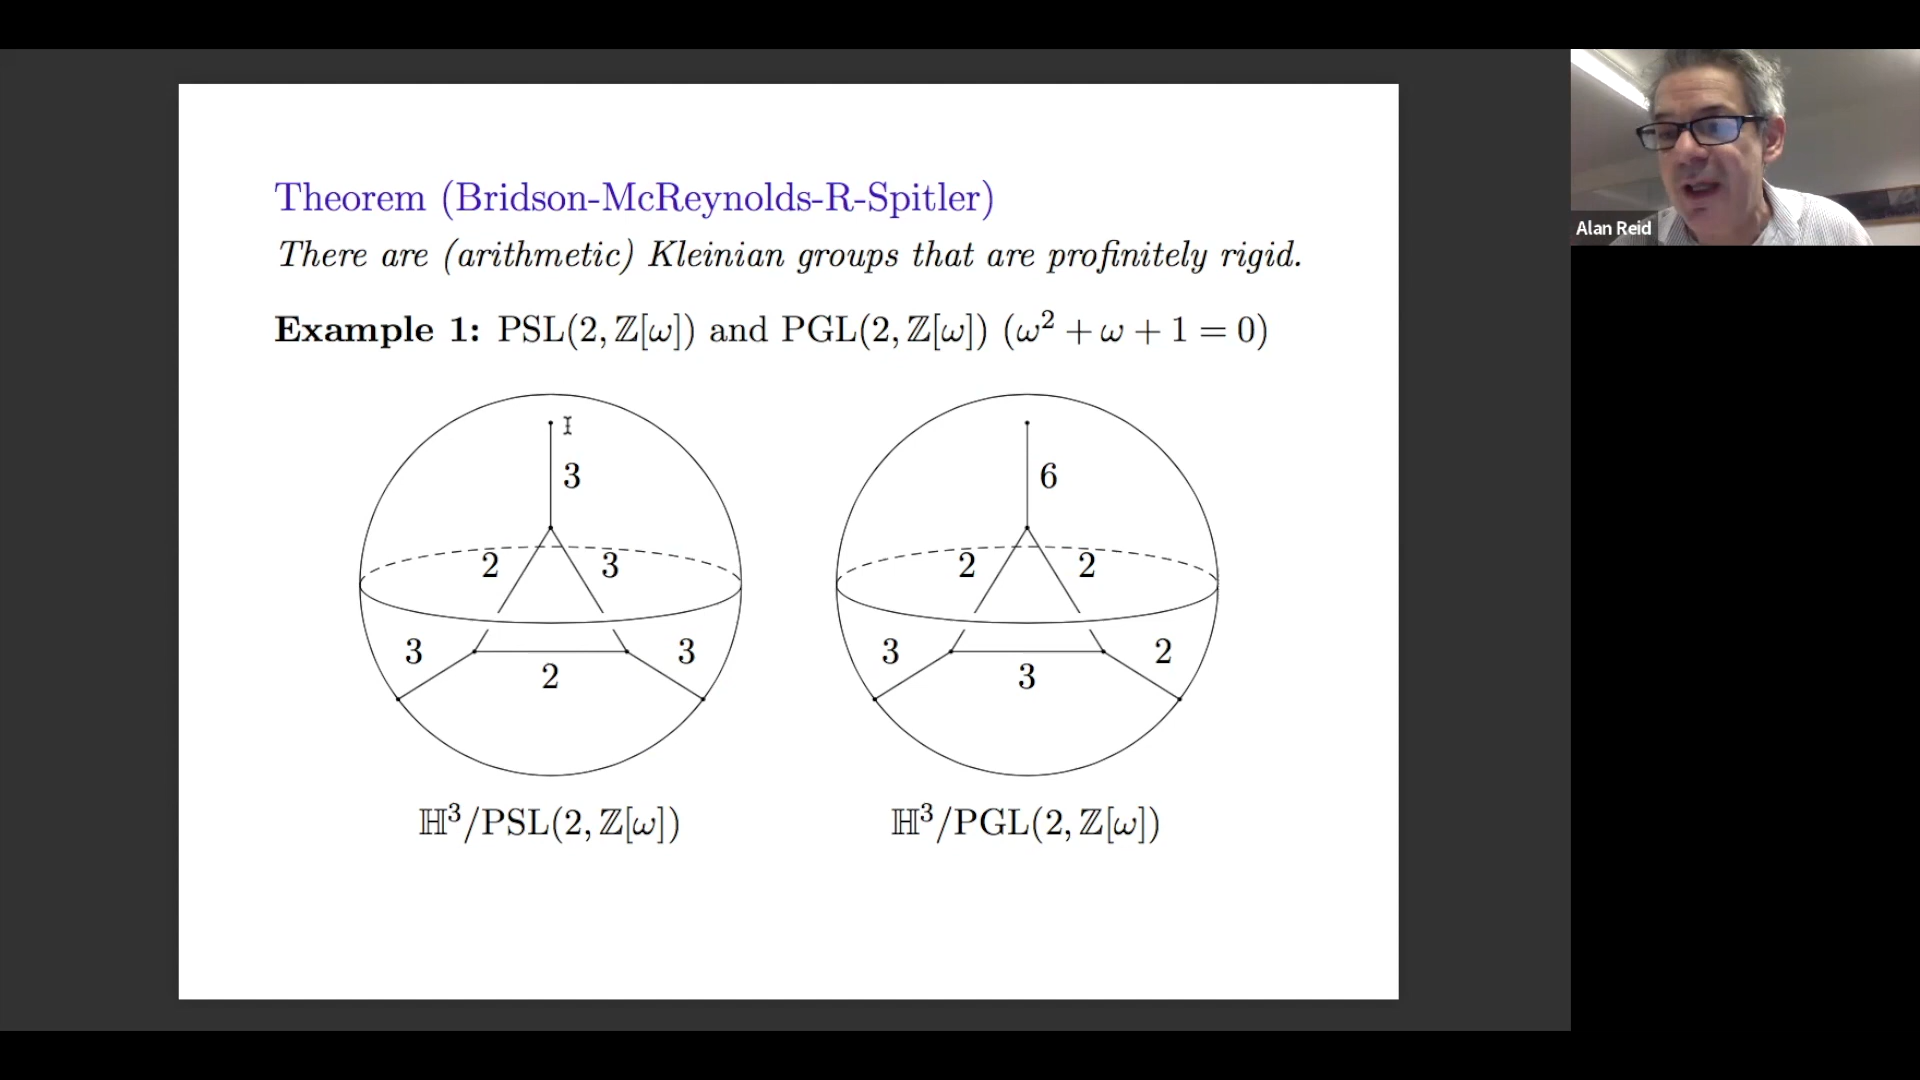 Theorem (Bridson-McReynolds-R-Spitler)
There are (arithmetic) Kleinian groups that are profinitely rigid.
Example 1: PSL(2, ℤ[ω]) and PGL(2, ℤ[ω]) (ω² + ω + 1 = 0)
3
2
3
3
2
3
ℍ³/PSL(2, ℤ[ω])
6
2
2
3
3
2
ℍ³/PGL(2, ℤ[ω])
Alan Reid